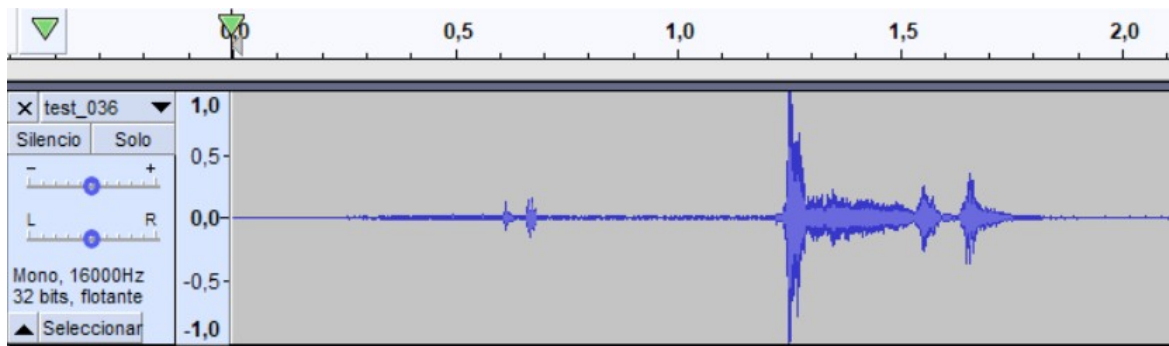 0,0 0,5 1,0 1,5 2,0
× test_036 1,0
Silencio Solo
0,5
- +
L R 0,0
Mono, 16000Hz
32 bits, flotante -0,5
Seleccionar -1,0